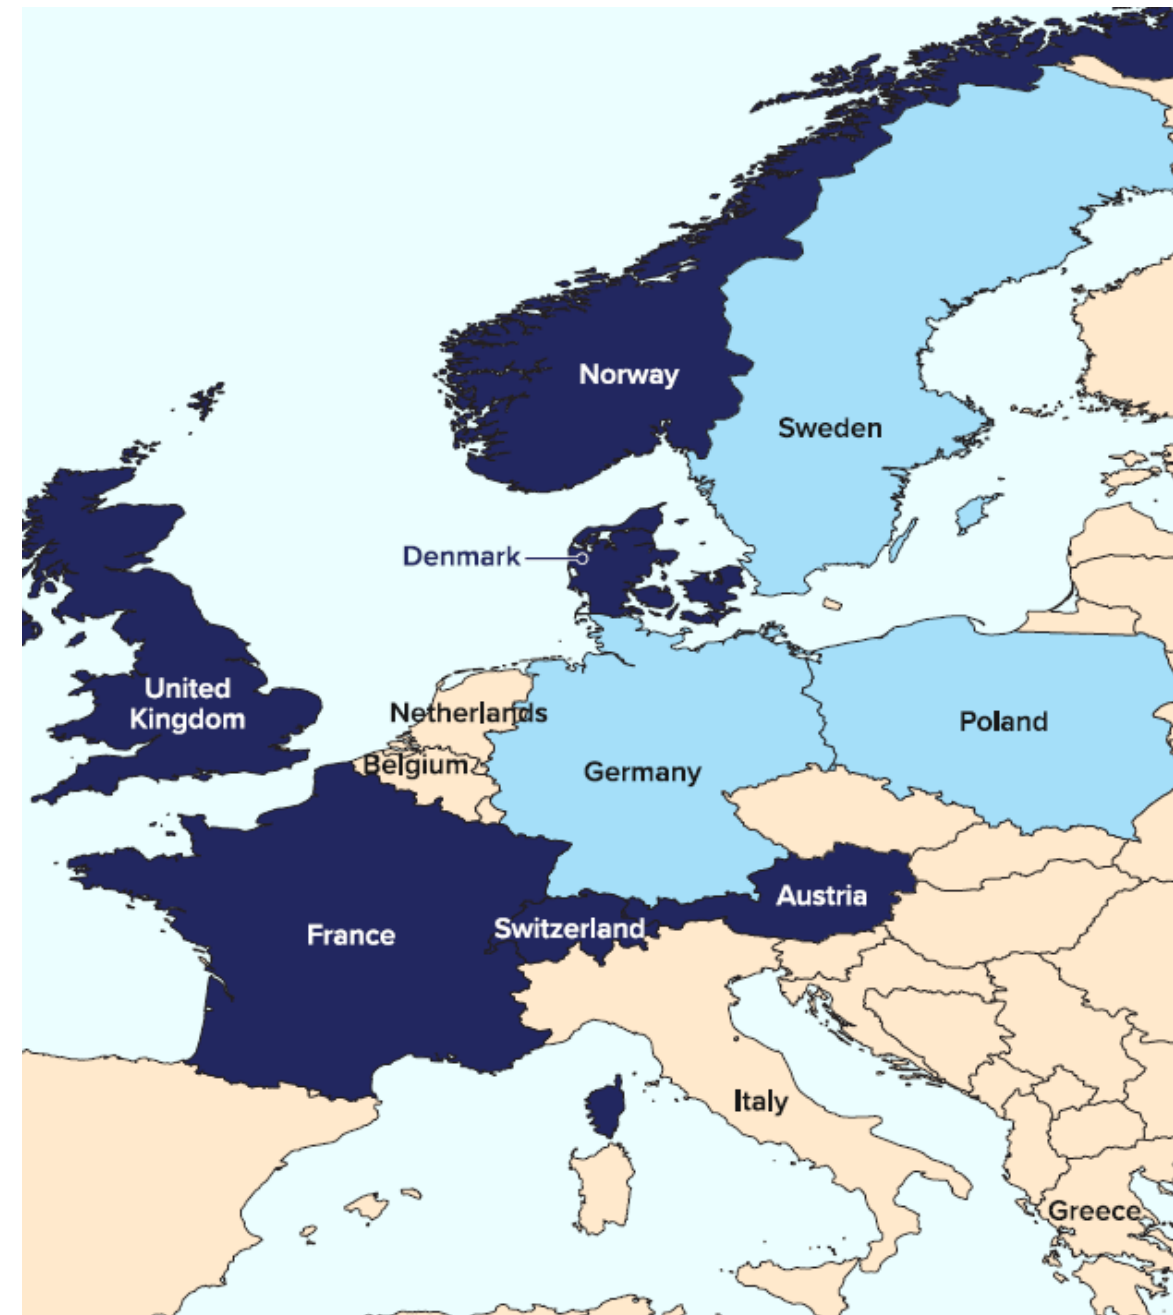 Norway
Sweden
Denmark
United
Kingdom
Netherlands
Belgium
Germany
Poland
Austria
Switzerland
France
Italy
Greece